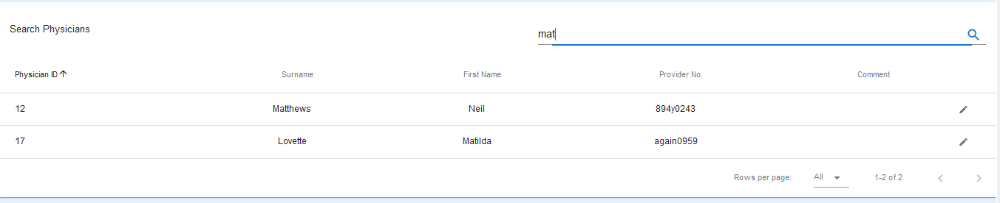 Search Physicians
mat
Physician ID Surname First Name Provider No. Comment
12 Matthews Neil 894y0243
17 Lovette Matilda again0959
Rows per page: All 1-2 of 2